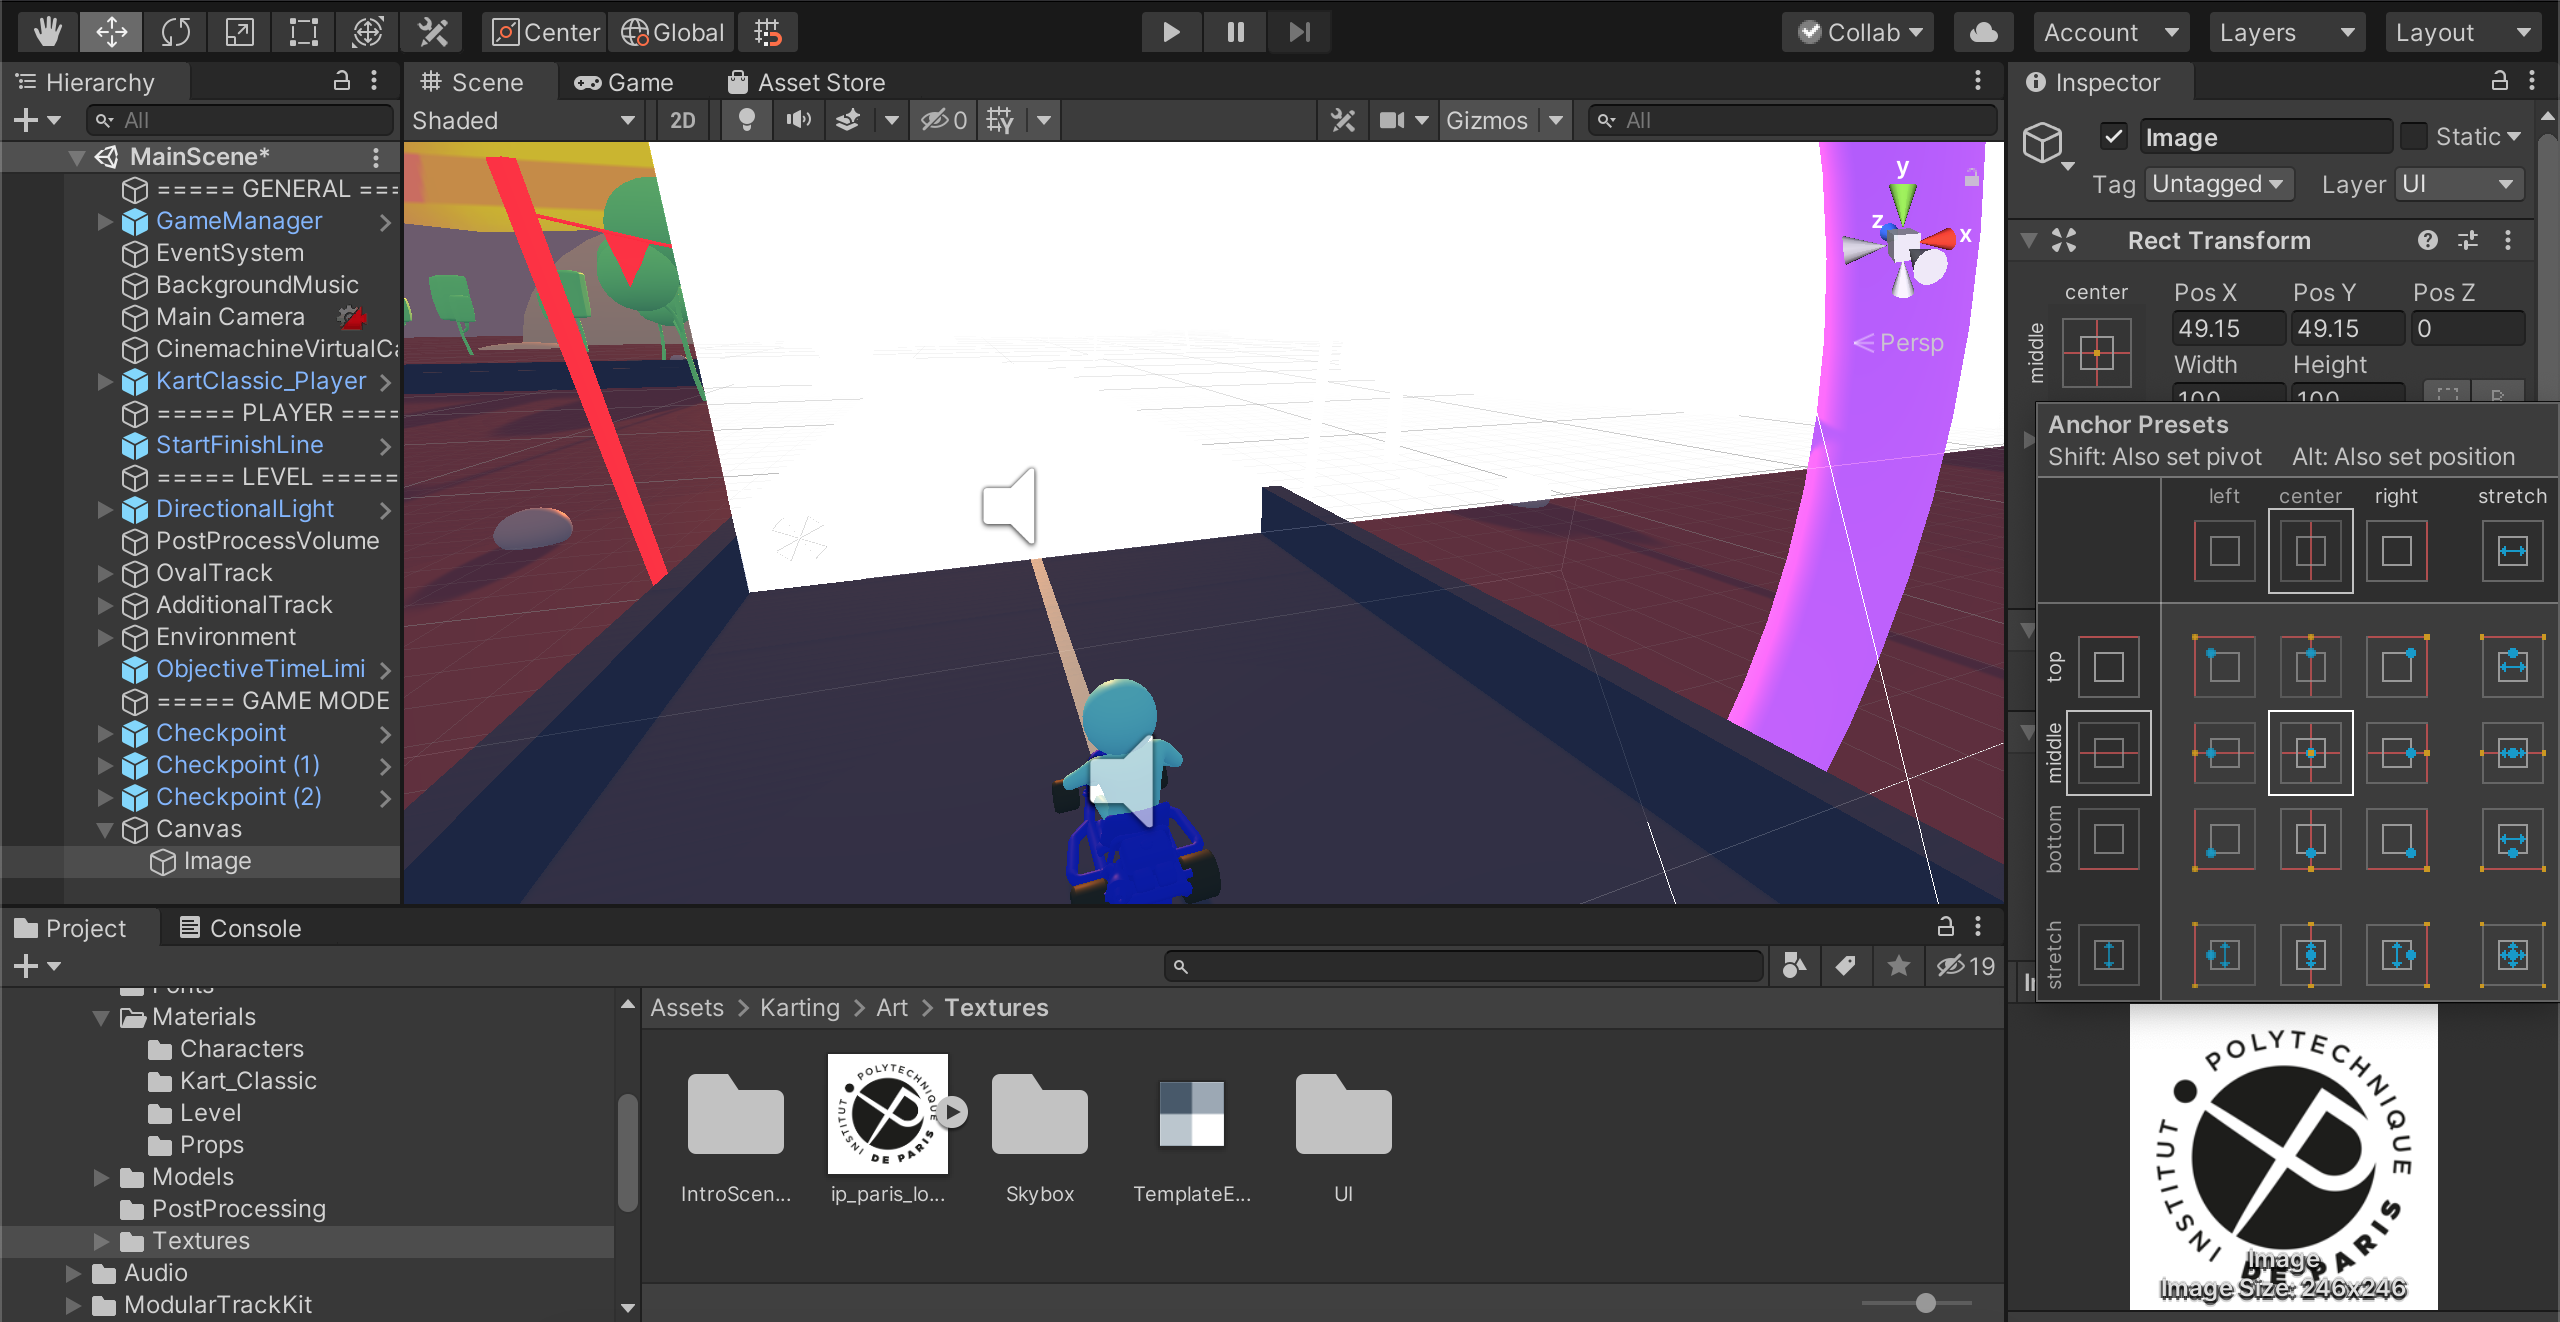 Center
Global
Collab
Account
Layers
Layout
Hierarchy
All
MainScene*
===== GENERAL ===
GameManager
EventSystem
BackgroundMusic
Main Camera
CinemachineVirtualCa
KartClassic_Player
===== PLAYER ====
StartFinishLine
===== LEVEL =====
DirectionalLight
PostProcessVolume
OvalTrack
AdditionalTrack
Environment
ObjectiveTimeLimi
===== GAME MODE
Checkpoint
Checkpoint (1)
Checkpoint (2)
Canvas
Image
Scene
Game
Asset Store
Shaded
2D
0
Gizmos
All
y
z
x
Persp
Inspector
Image
Static
Tag
Untagged
Layer
UI
Rect Transform
center
middle
Pos X
Pos Y
Pos Z
49.15
49.15
0
Width
Height
100
100
R
Anchor Presets
Shift: Also set pivot
Alt: Also set position
left
center
right
stretch
top
middle
bottom
stretch
Project
Console
19
Fonts
Materials
Characters
Kart_Classic
Level
Props
Models
PostProcessing
Textures
Audio
ModularTrackKit
Assets > Karting > Art > Textures
INSTITUT POLYTECHNIQUE DE PARIS
IntroScen...
ip_paris_lo...
Skybox
TemplateE...
UI
INSTITUT POLYTECHNIQUE DE PARIS
Image
Image Size: 246x246